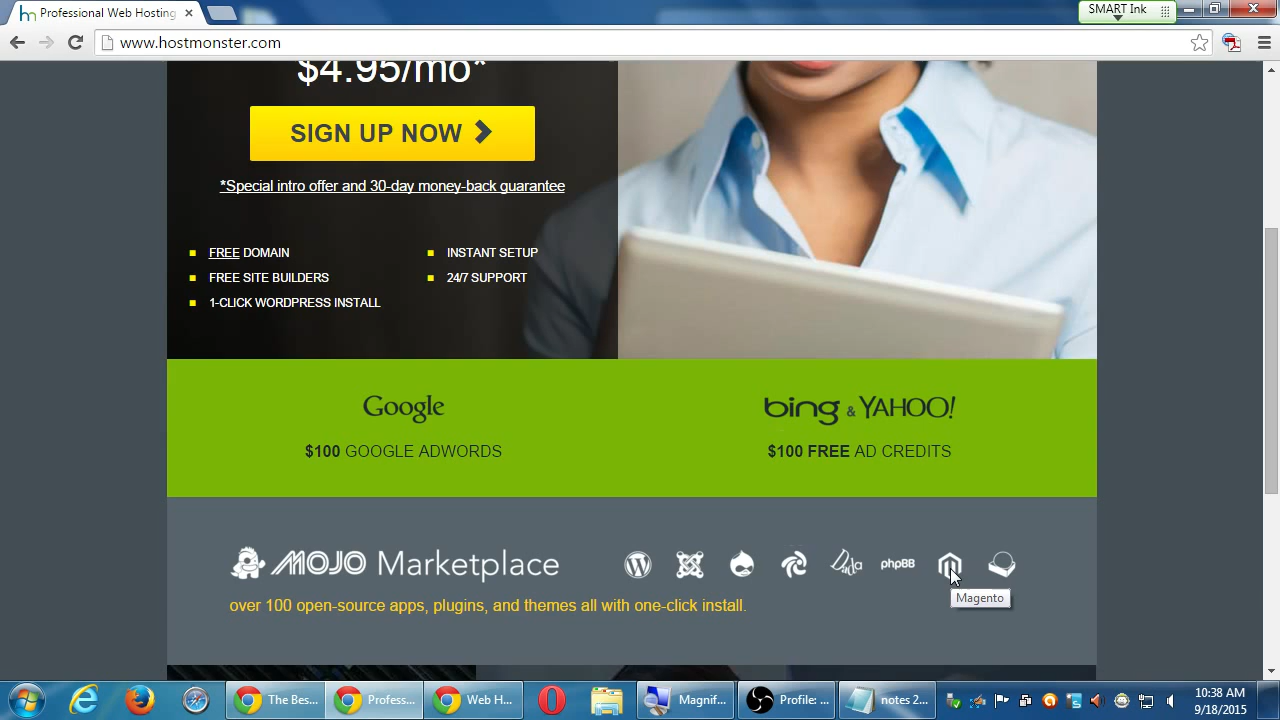 Professional Web Hosting
SMART Ink
www.hostmonster.com
$4.95/mo*
SIGN UP NOW
*Special intro offer and 30-day money-back guarantee
FREE DOMAIN
FREE SITE BUILDERS
1-CLICK WORDPRESS INSTALL
INSTANT SETUP
24/7 SUPPORT
Google
$100 GOOGLE ADWORDS
bing & YAHOO!
$100 FREE AD CREDITS
MOJO Marketplace
Duda
phpBB
Magento
over 100 open-source apps, plugins, and themes all with one-click install.
The Bes...
Profess...
Web H...
Magnif...
Profile: ...
notes 2...
10:38 AM
9/18/2015